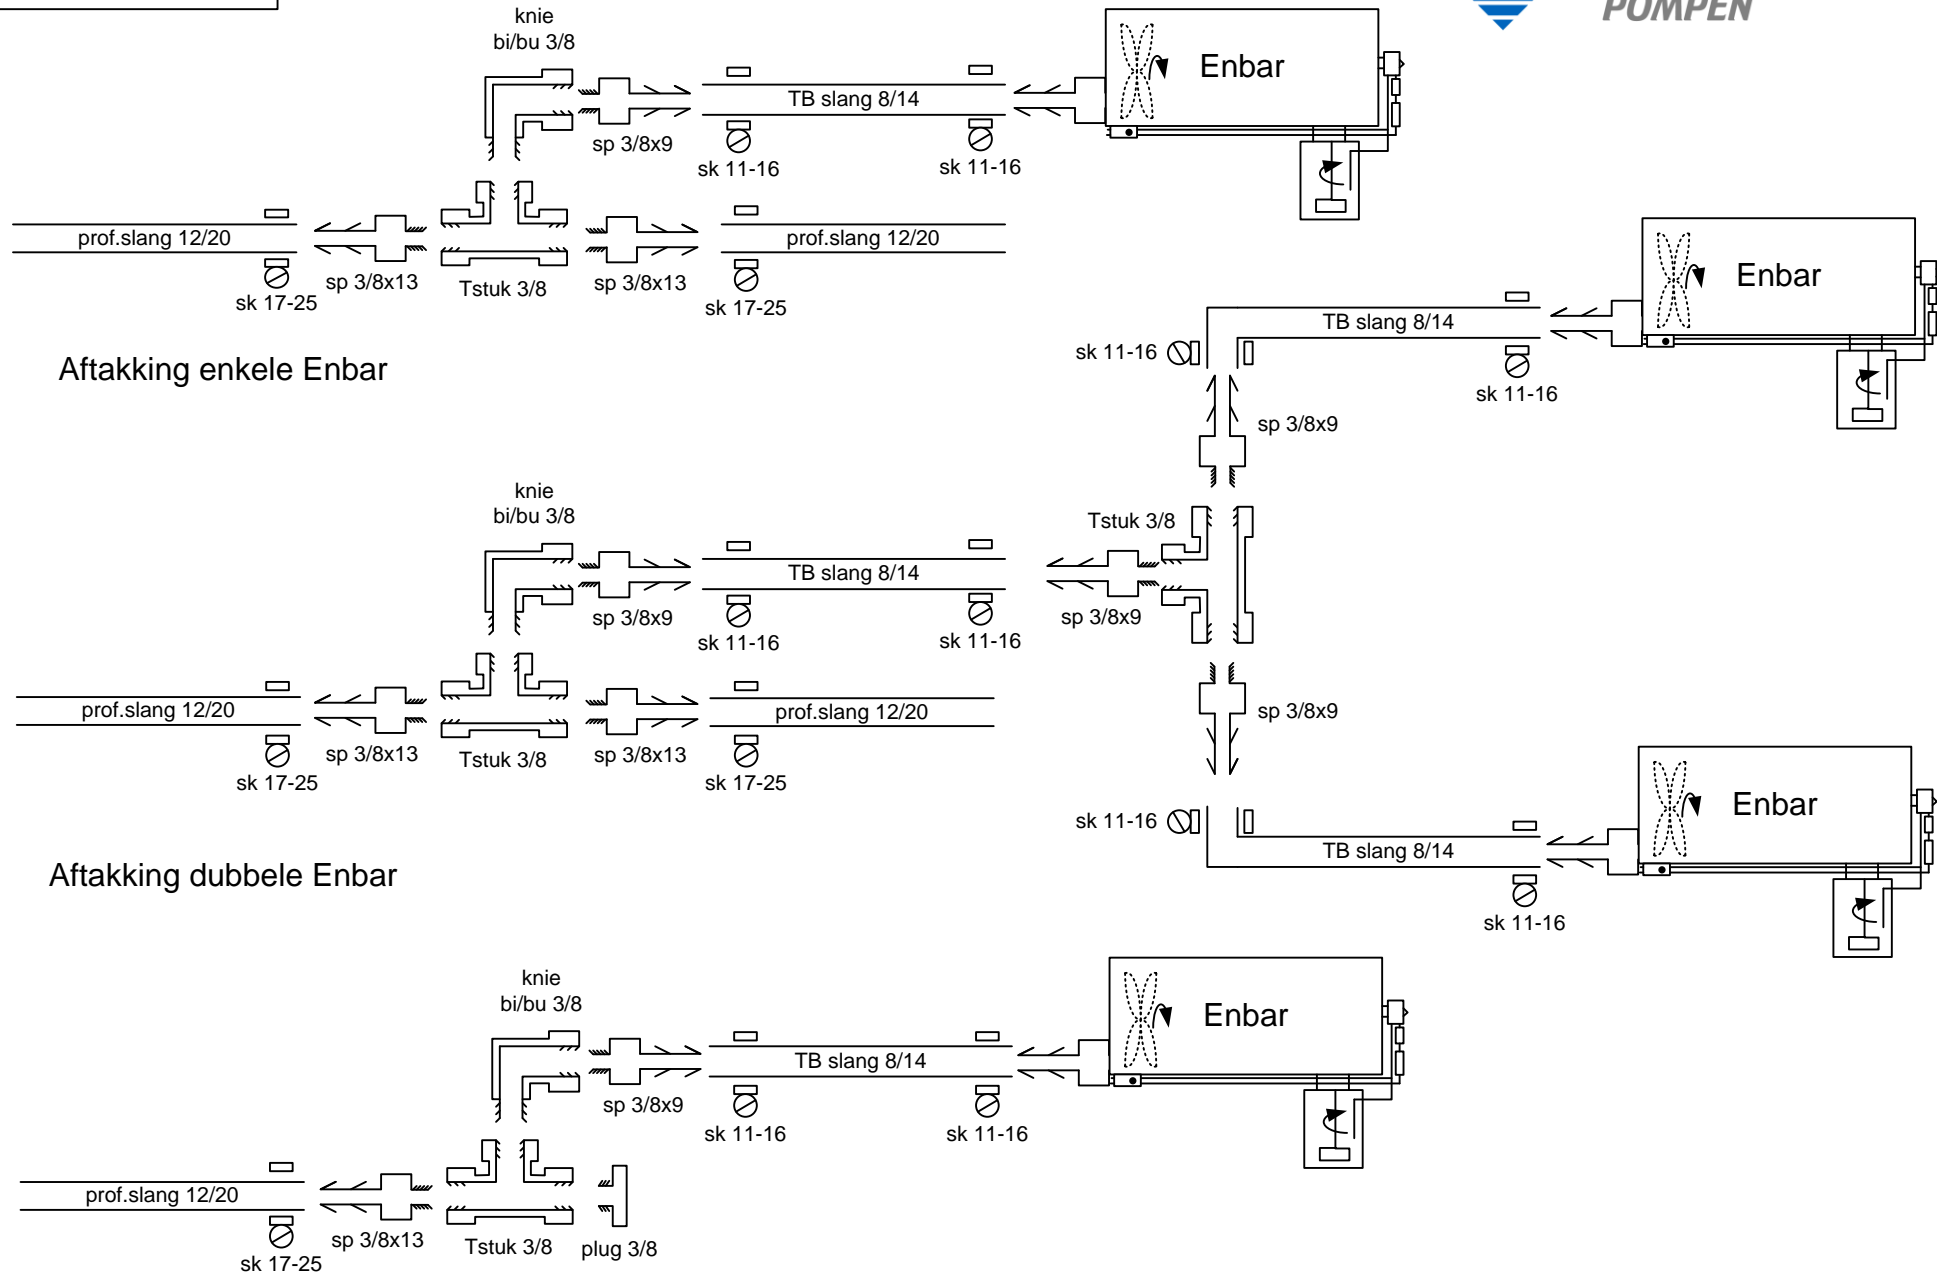 POMPEN
knie
bi/bu 3/8
Enbar
TB slang 8/14
sp 3/8x9
sk 11-16
sk 11-16
prof.slang 12/20
prof.slang 12/20
sp 3/8x13
Tstuk 3/8
sp 3/8x13
sk 17-25
sk 17-25
Aftakking enkele Enbar
Enbar
TB slang 8/14
sk 11-16
sk 11-16
sp 3/8x9
knie
bi/bu 3/8
Tstuk 3/8
TB slang 8/14
sp 3/8x9
sp 3/8x9
sk 11-16
sk 11-16
prof.slang 12/20
prof.slang 12/20
sp 3/8x9
sp 3/8x13
Tstuk 3/8
sp 3/8x13
sk 17-25
sk 17-25
Enbar
sk 11-16
TB slang 8/14
sk 11-16
Aftakking dubbele Enbar
knie
bi/bu 3/8
Enbar
TB slang 8/14
sp 3/8x9
sk 11-16
sk 11-16
prof.slang 12/20
sp 3/8x13
Tstuk 3/8
plug 3/8
sk 17-25